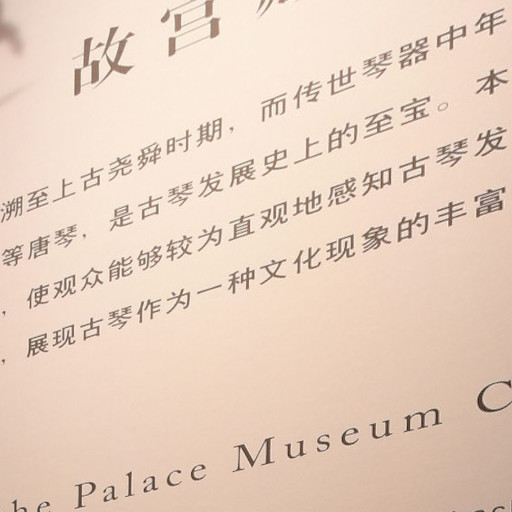 故宫
溯至上古尧舜时期，而传世琴器中年
等唐琴，是古琴发展史上的至宝。本
，使观众能够较为直观地感知古琴发
，展现古琴作为一种文化现象的丰富
he Palace Museum C